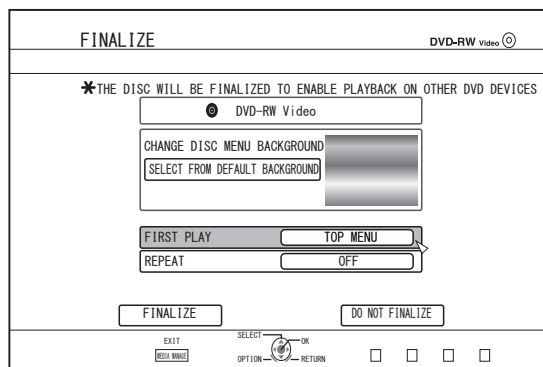 FINALIZE
DVD-RW Video
*THE DISC WILL BE FINALIZED TO ENABLE PLAYBACK ON OTHER DVD DEVICES
DVD-RW Video
CHANGE DISC MENU BACKGROUND
SELECT FROM DEFAULT BACKGROUND
FIRST PLAY TOP MENU
REPEAT OFF
FINALIZE DO NOT FINALIZE
EXIT
MEDIA MANAGE
SELECT OK
OPTION RETURN